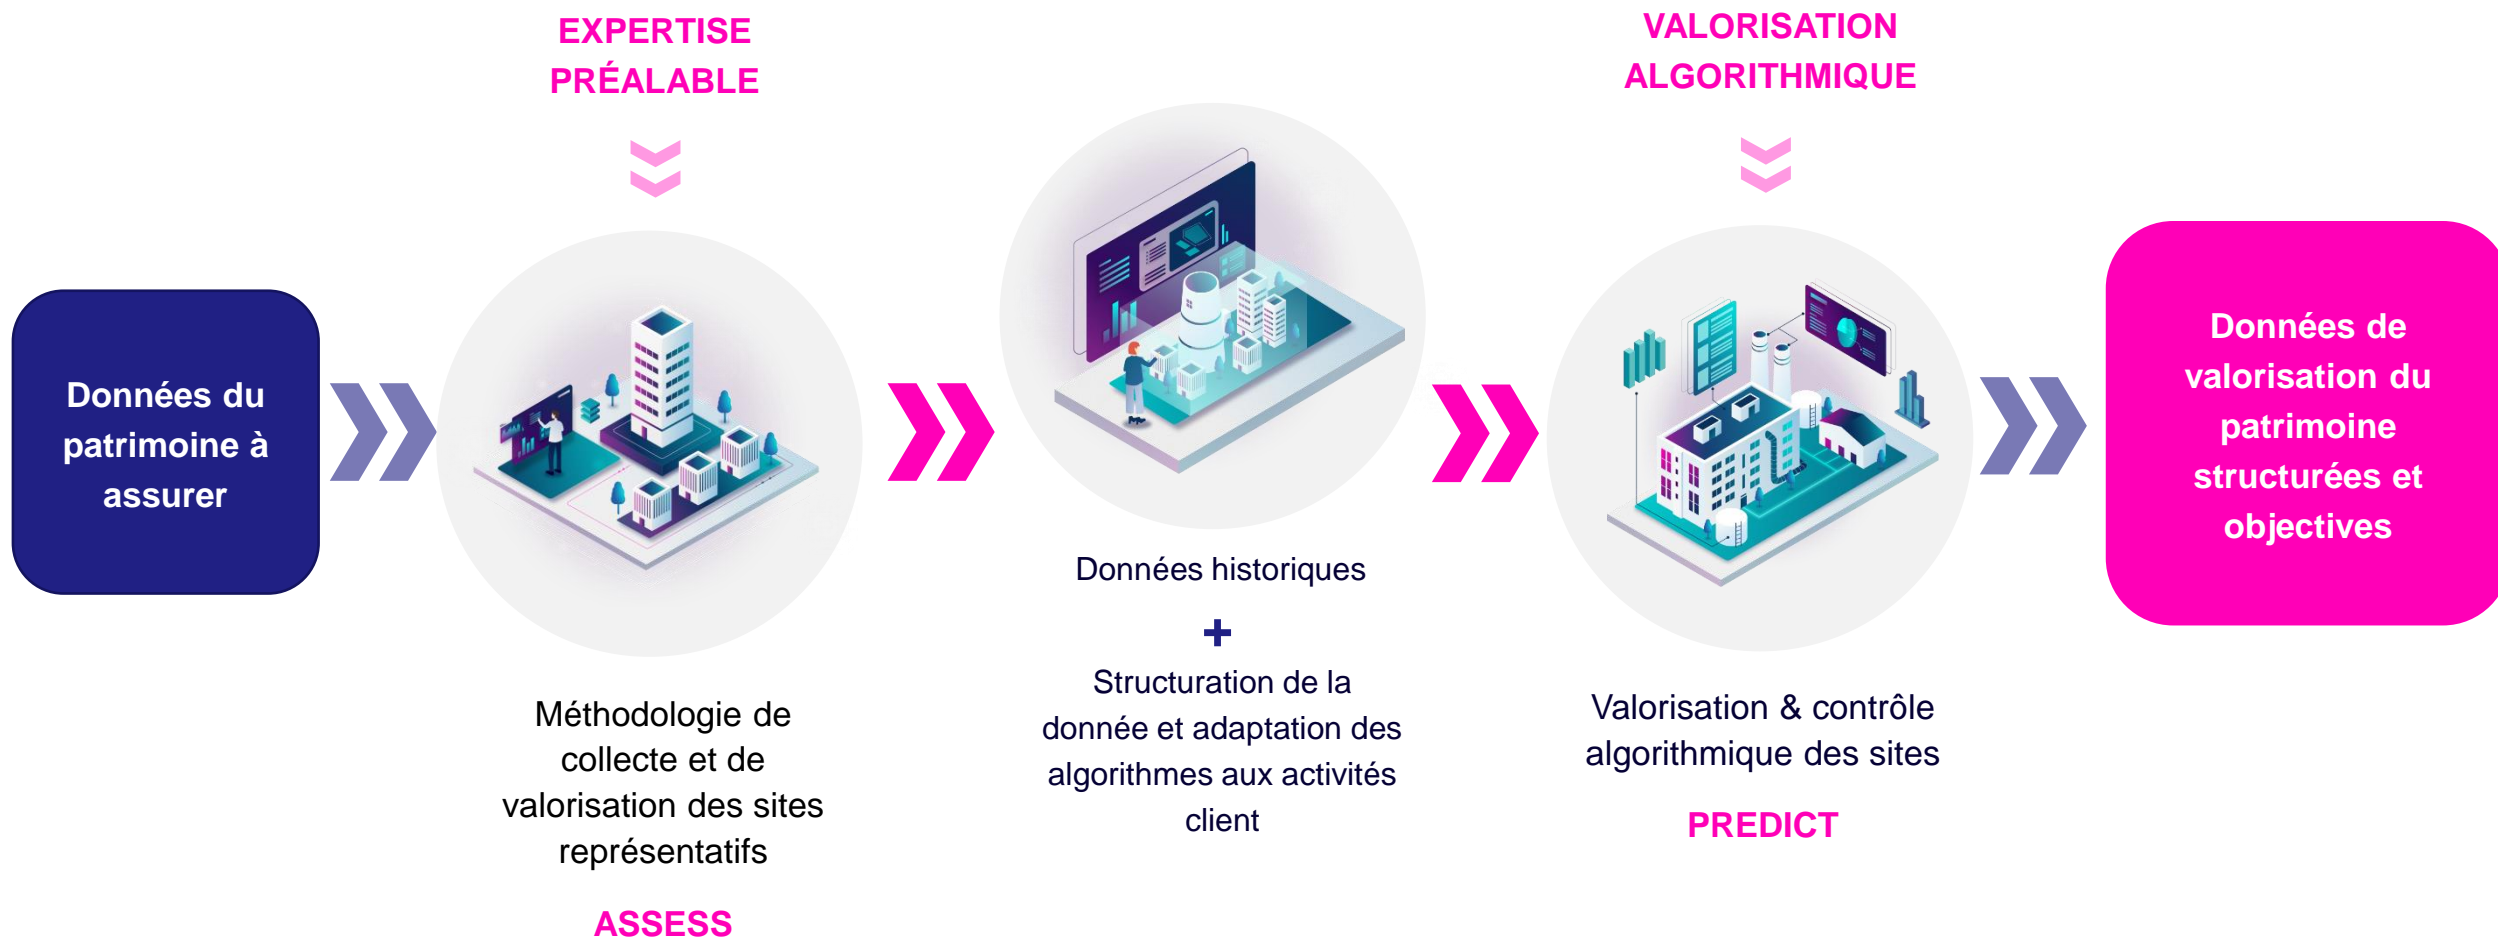 Données du
patrimoine à
assurer
EXPERTISE
PRÉALABLE
Méthodologie de
collecte et de
valorisation des sites
représentatifs
ASSESS
Données historiques
+
Structuration de la
donnée et adaptation des
algorithmes aux activités
client
VALORISATION
ALGORITHMIQUE
Valorisation & contrôle
algorithmique des sites
PREDICT
Données de
valorisation du
patrimoine
structurées et
objectives